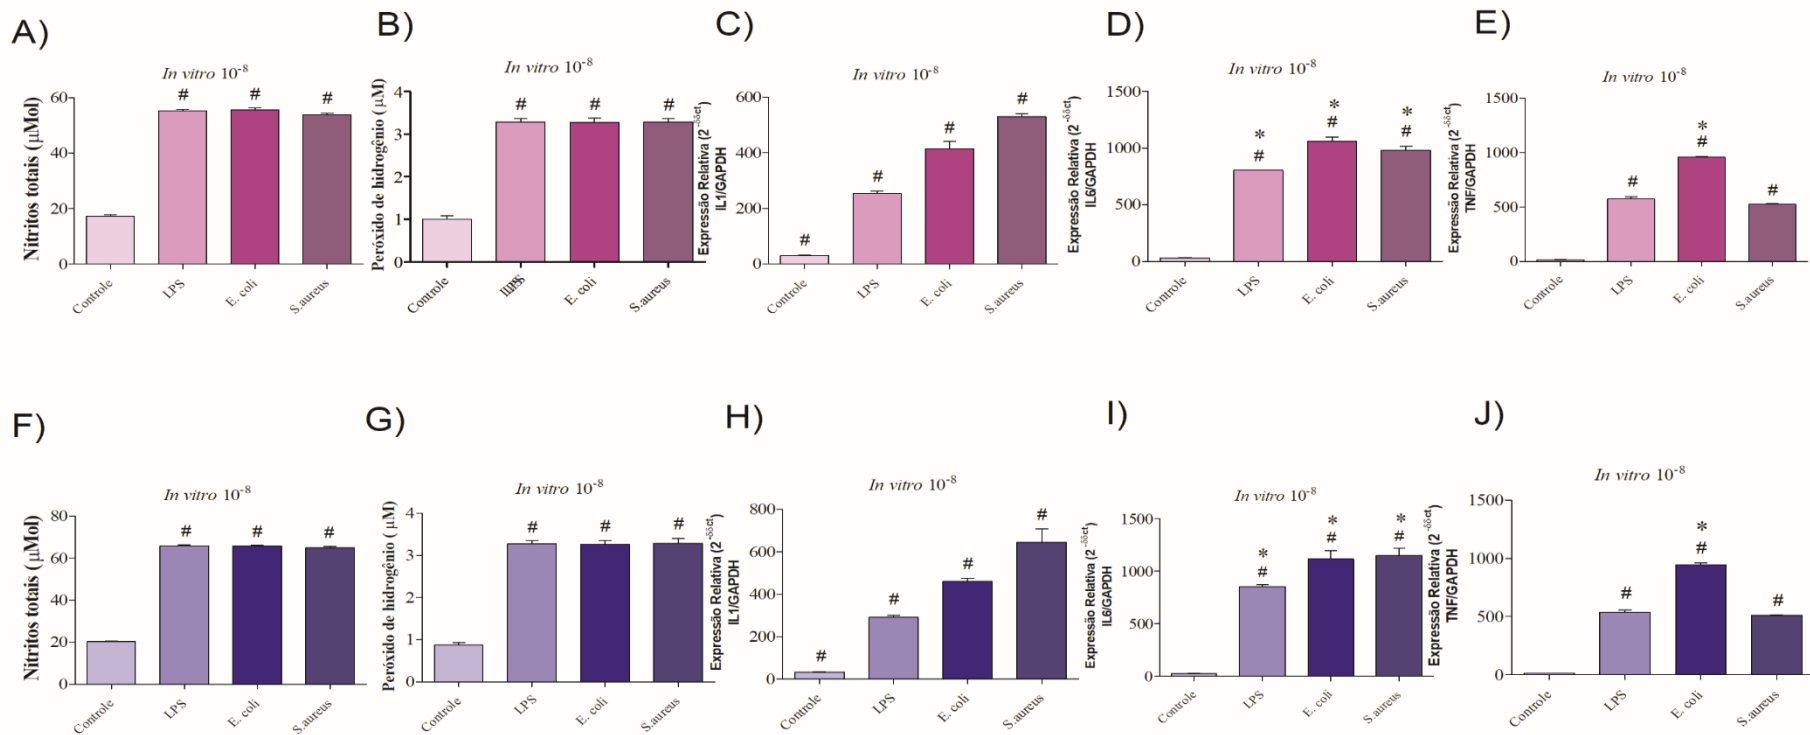 A)
In vitro 10⁻⁸
Nitritos totais (μMol)
60
40
20
0
#
#
#
Controle
LPS
E. coli
S.aureus
B)
In vitro 10⁻⁸
Peróxido de hidrogênio (μM)
4
3
2
1
0
#
#
#
Controle
LPS
E. coli
S.aureus
C)
In vitro 10⁻⁸
Expressão Relativa (2⁻ᵟᵟᶜᵗ)
IL1/GAPDH
600
400
200
0
#
#
#
#
Controle
LPS
E. coli
S.aureus
D)
In vitro 10⁻⁸
Expressão Relativa (2⁻ᵟᵟᶜᵗ)
IL6/GAPDH
1500
1000
500
0
*
#
*
#
*
#
Controle
LPS
E. coli
S.aureus
E)
In vitro 10⁻⁸
Expressão Relativa (2⁻ᵟᵟᶜᵗ)
TNF/GAPDH
1500
1000
500
0
#
*
#
#
Controle
LPS
E. coli
S.aureus
F)
In vitro 10⁻⁸
Nitritos totais (μMol)
80
60
40
20
0
#
#
#
Controle
LPS
E. coli
S.aureus
G)
In vitro 10⁻⁸
Peróxido de hidrogênio (μM)
4
3
2
1
0
#
#
#
Controle
LPS
E. coli
S.aureus
H)
In vitro 10⁻⁸
Expressão Relativa (2⁻ᵟᵟᶜᵗ)
IL1/GAPDH
800
600
400
200
0
#
#
#
#
Controle
LPS
E. coli
S.aureus
I)
In vitro 10⁻⁸
Expressão Relativa (2⁻ᵟᵟᶜᵗ)
IL6/GAPDH
1500
1000
500
0
*
#
*
#
*
#
Controle
LPS
E. coli
S.aureus
J)
In vitro 10⁻⁸
Expressão Relativa (2⁻ᵟᵟᶜᵗ)
TNF/GAPDH
1500
1000
500
0
#
*
#
#
Controle
LPS
E. coli
S.aureus